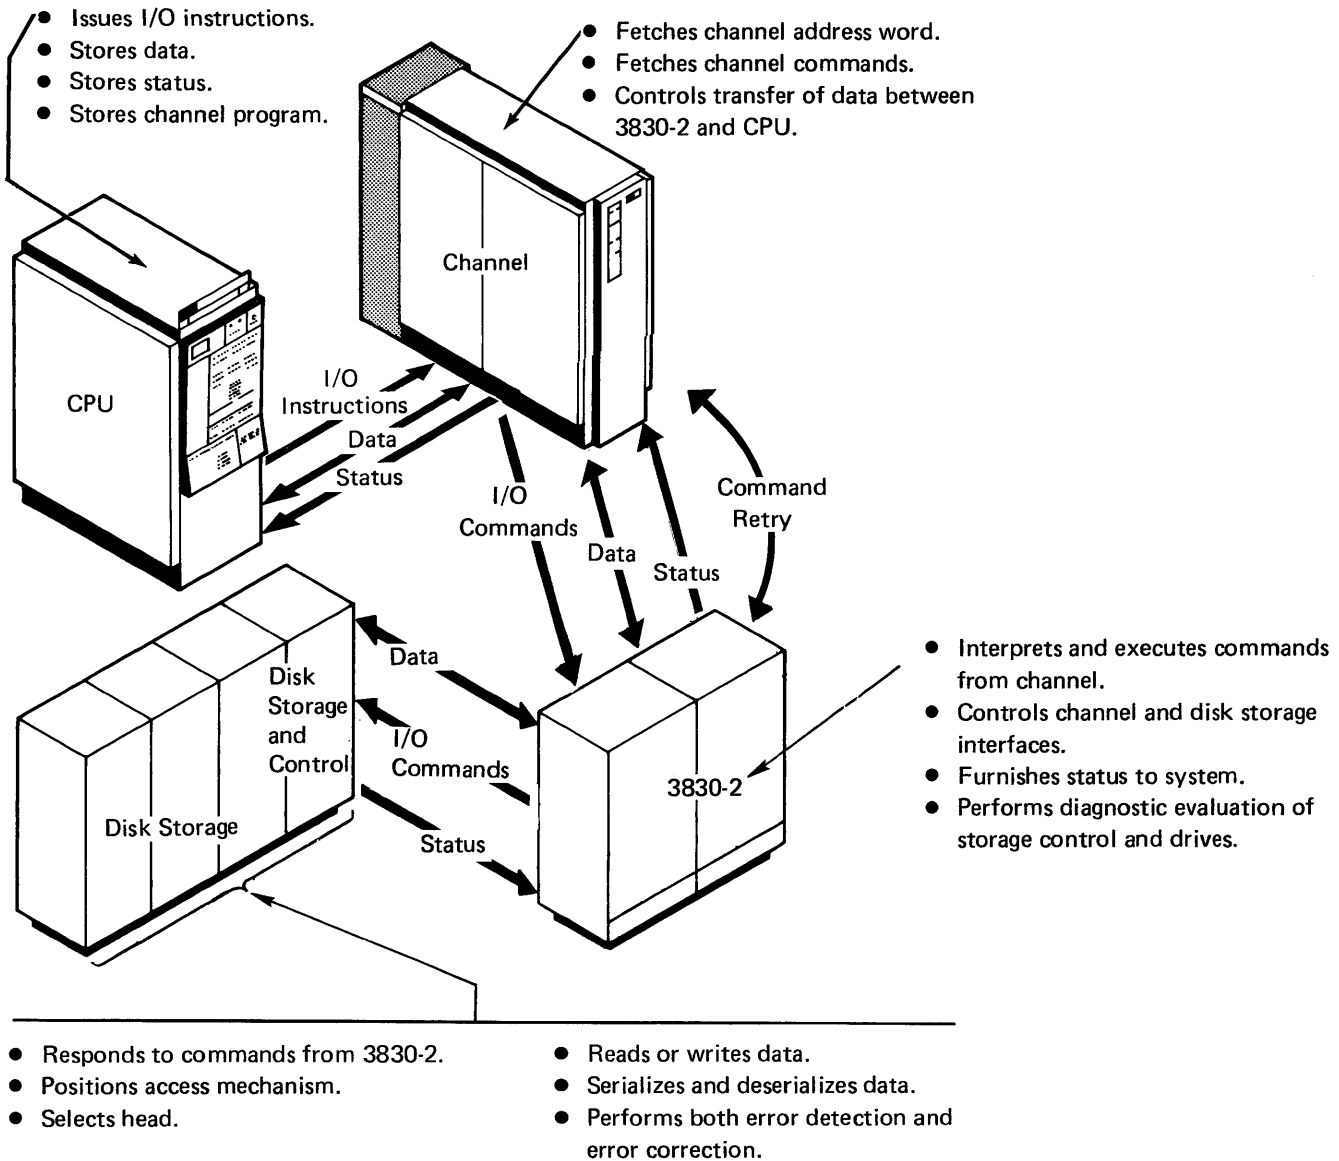 ● Issues I/O instructions.
● Stores data.
● Stores status.
● Stores channel program.
● Fetches channel address word.
● Fetches channel commands.
● Controls transfer of data between
3830-2 and CPU.
Channel
CPU
I/O
Instructions
Data
Status
I/O
Commands
Data
Status
Command
Retry
Data
I/O
Commands
Status
Disk
Storage
and
Control
Disk Storage
3830-2
● Interprets and executes commands
from channel.
● Controls channel and disk storage
interfaces.
● Furnishes status to system.
● Performs diagnostic evaluation of
storage control and drives.
● Responds to commands from 3830-2.
● Positions access mechanism.
● Selects head.
● Reads or writes data.
● Serializes and deserializes data.
● Performs both error detection and
error correction.